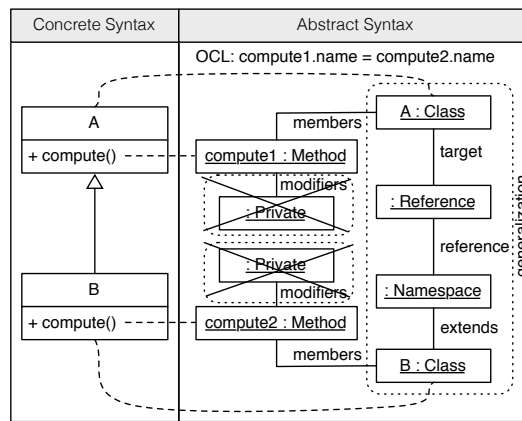 Concrete Syntax
Abstract Syntax
OCL: compute1.name = compute2.name
A
+ compute()
A : Class
members
compute1 : Method
target
modifiers
: Private
: Reference
generalization
reference
: Private
B
modifiers
: Namespace
+ compute()
compute2 : Method
extends
members
B : Class